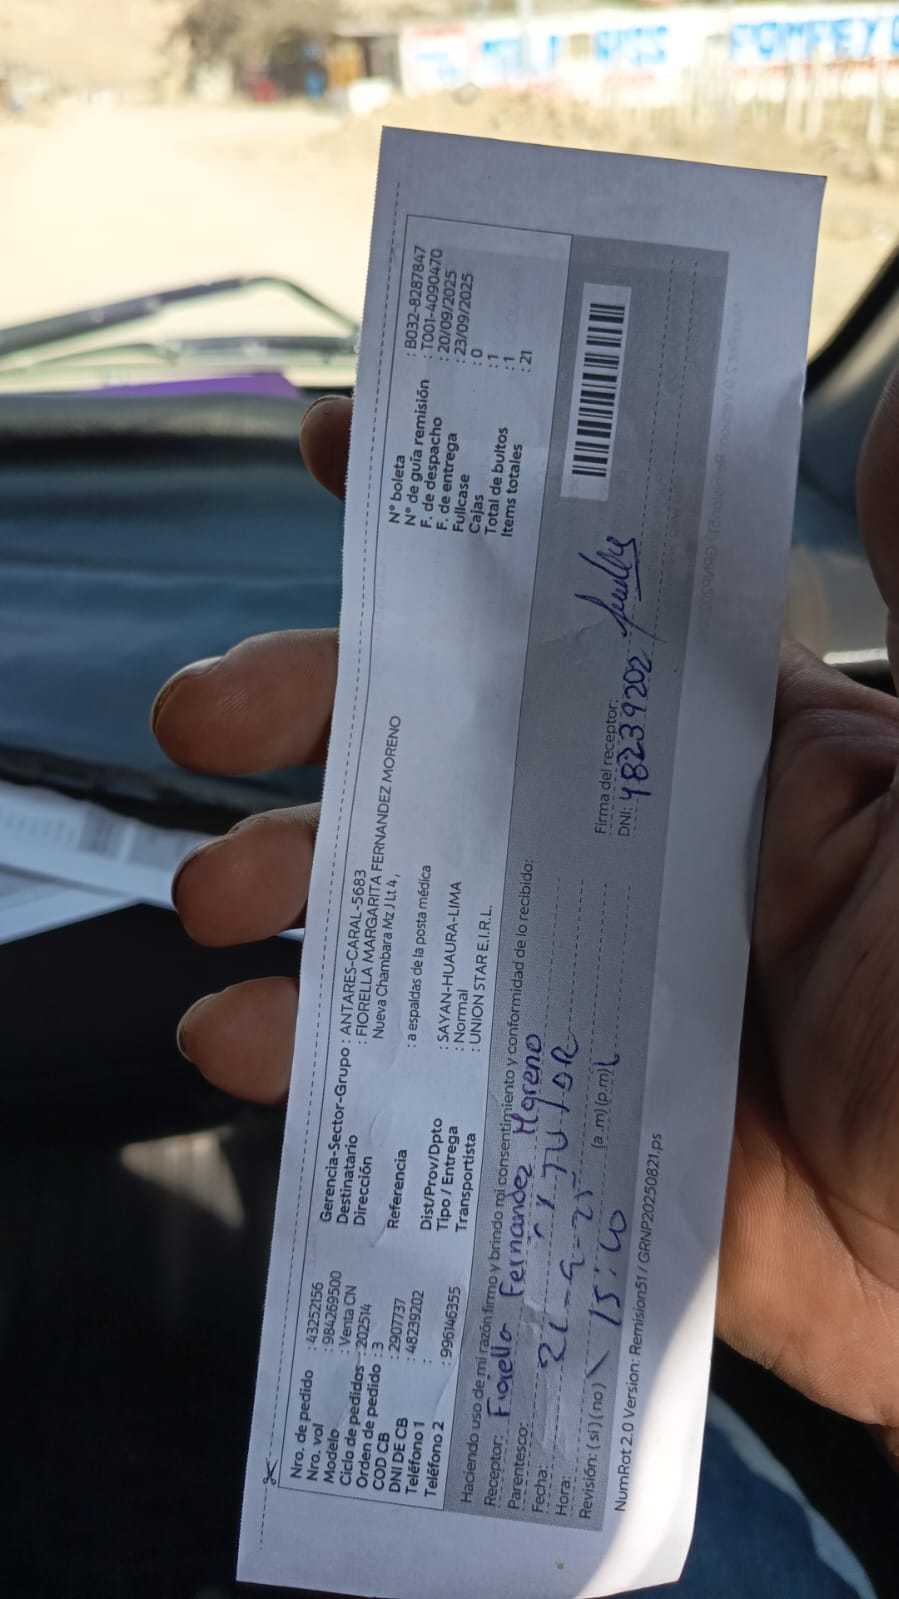 Nro. de pedido : 43252156
Nro. vol : 984269500
Modelo : Venta CN
Ciclo de pedidos : 202514
Orden de pedido : 3
COD CB : 2907737
DNI DE CB : 48239202
Teléfono 1 :
Teléfono 2 : 996146355
Gerencia-Sector-Grupo : ANTARES-CARAL-5683
Destinatario : FIORELLA MARGARITA FERNANDEZ MORENO
Dirección Nueva Chambara Mz J Lt 4 ,
Referencia : a espaldas de la posta médica
Dist/Prov/Dpto : SAYAN-HUAURA-LIMA
Tipo / Entrega : Normal
Transportista : UNION STAR E.I.R.L.
N° boleta : B032-8287847
N° de guía remisión : T001-4090470
F. de despacho : 20/09/2025
F. de entrega : 23/09/2025
Fullcase : 0
Cajas : 1
Total de bultos : 1
Items totales : 21
Haciendo uso de mi razón firmo y brindo mi consentimiento y conformidad de lo recibido:
Receptor: Fiorella Fernandez Moreno
Parentesco:
Fecha:
Hora: 15:40 (a.m)(p.m)
Revisión: (si) (no)
Firma del receptor:
DNI: 48239202
NumRot 2.0 Version: Remision51 / GRNP20250821.ps